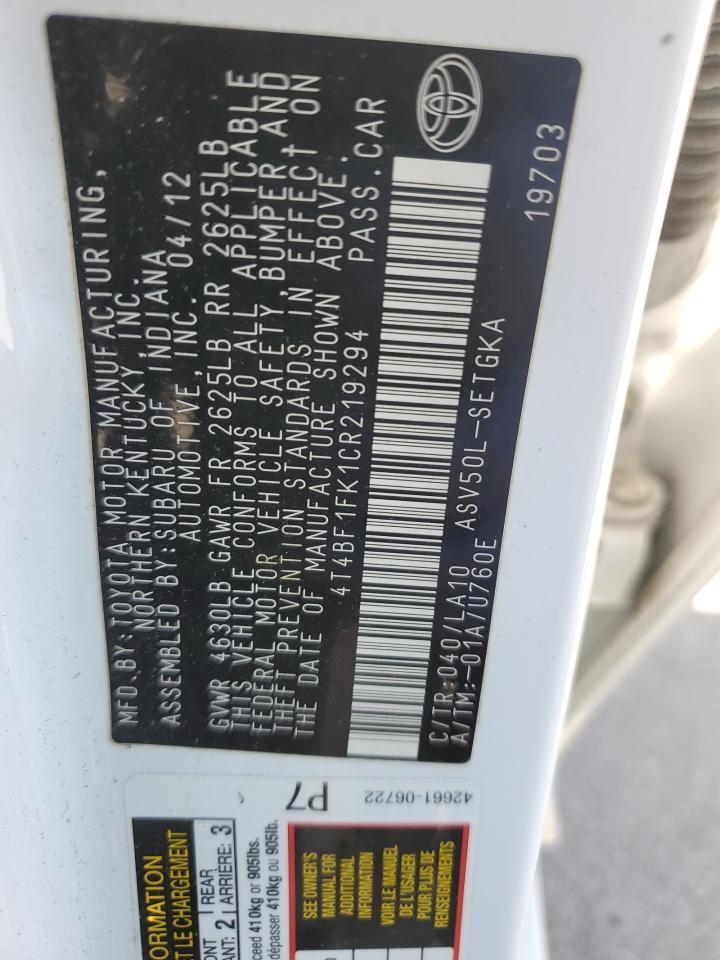 MFD.BY:TOYOTA MOTOR MANUFACTURING,
NORTHERN KENTUCKY, INC.
ASSEMBLED BY:SUBARU OF INDIANA
AUTOMOTIVE,INC. 04/12
GVWR 4630LB GAWR FR 2625LB RR 2625LB
THIS VEHICLE CONFORMS TO ALL APPLICABLE
FEDERAL MOTOR VEHICLE SAFETY,BUMPER,AND
THEFT PREVENTION STANDARDS IN EFFECT ON
THE DATE OF MANUFACTURE SHOWN ABOVE.
4T4BF1FK1CR219294 PASS.CAR
C/TR:040/LA10 ASV50L-SETGKA
A/TM:-01A/U760E
19703
42661-06722
P7
ORMATION
ET LE CHARGEMENT
ONT 2 REAR 3
ANT: ARRIÈRE:
ceed 410kg or 905lbs.
dépasser 410kg ou 905lb.
SEE OWNER'S
MANUAL FOR
ADDITIONAL
INFORMATION
VOIR LE MANUEL
DE L'USAGER
POUR PLUS DE
RENSEIGNEMENTS